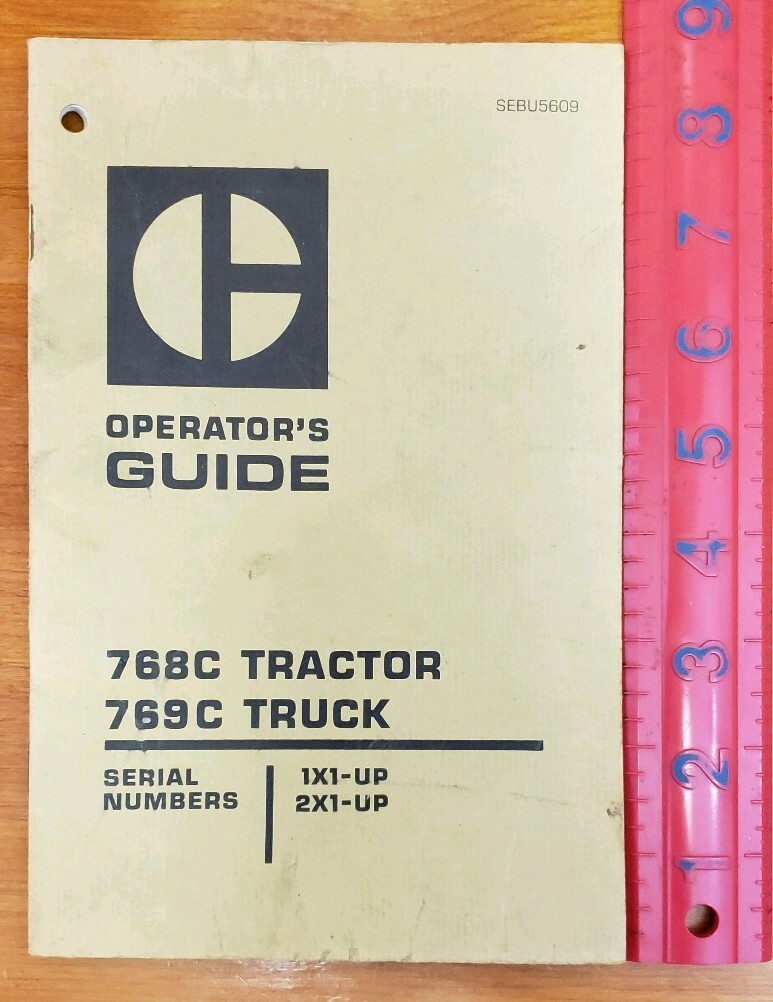 SEBU5609
OPERATOR'S
GUIDE
768C TRACTOR
769C TRUCK
SERIAL NUMBERS
1X1-UP
2X1-UP
9
8
7
6
5
4
3
2
1